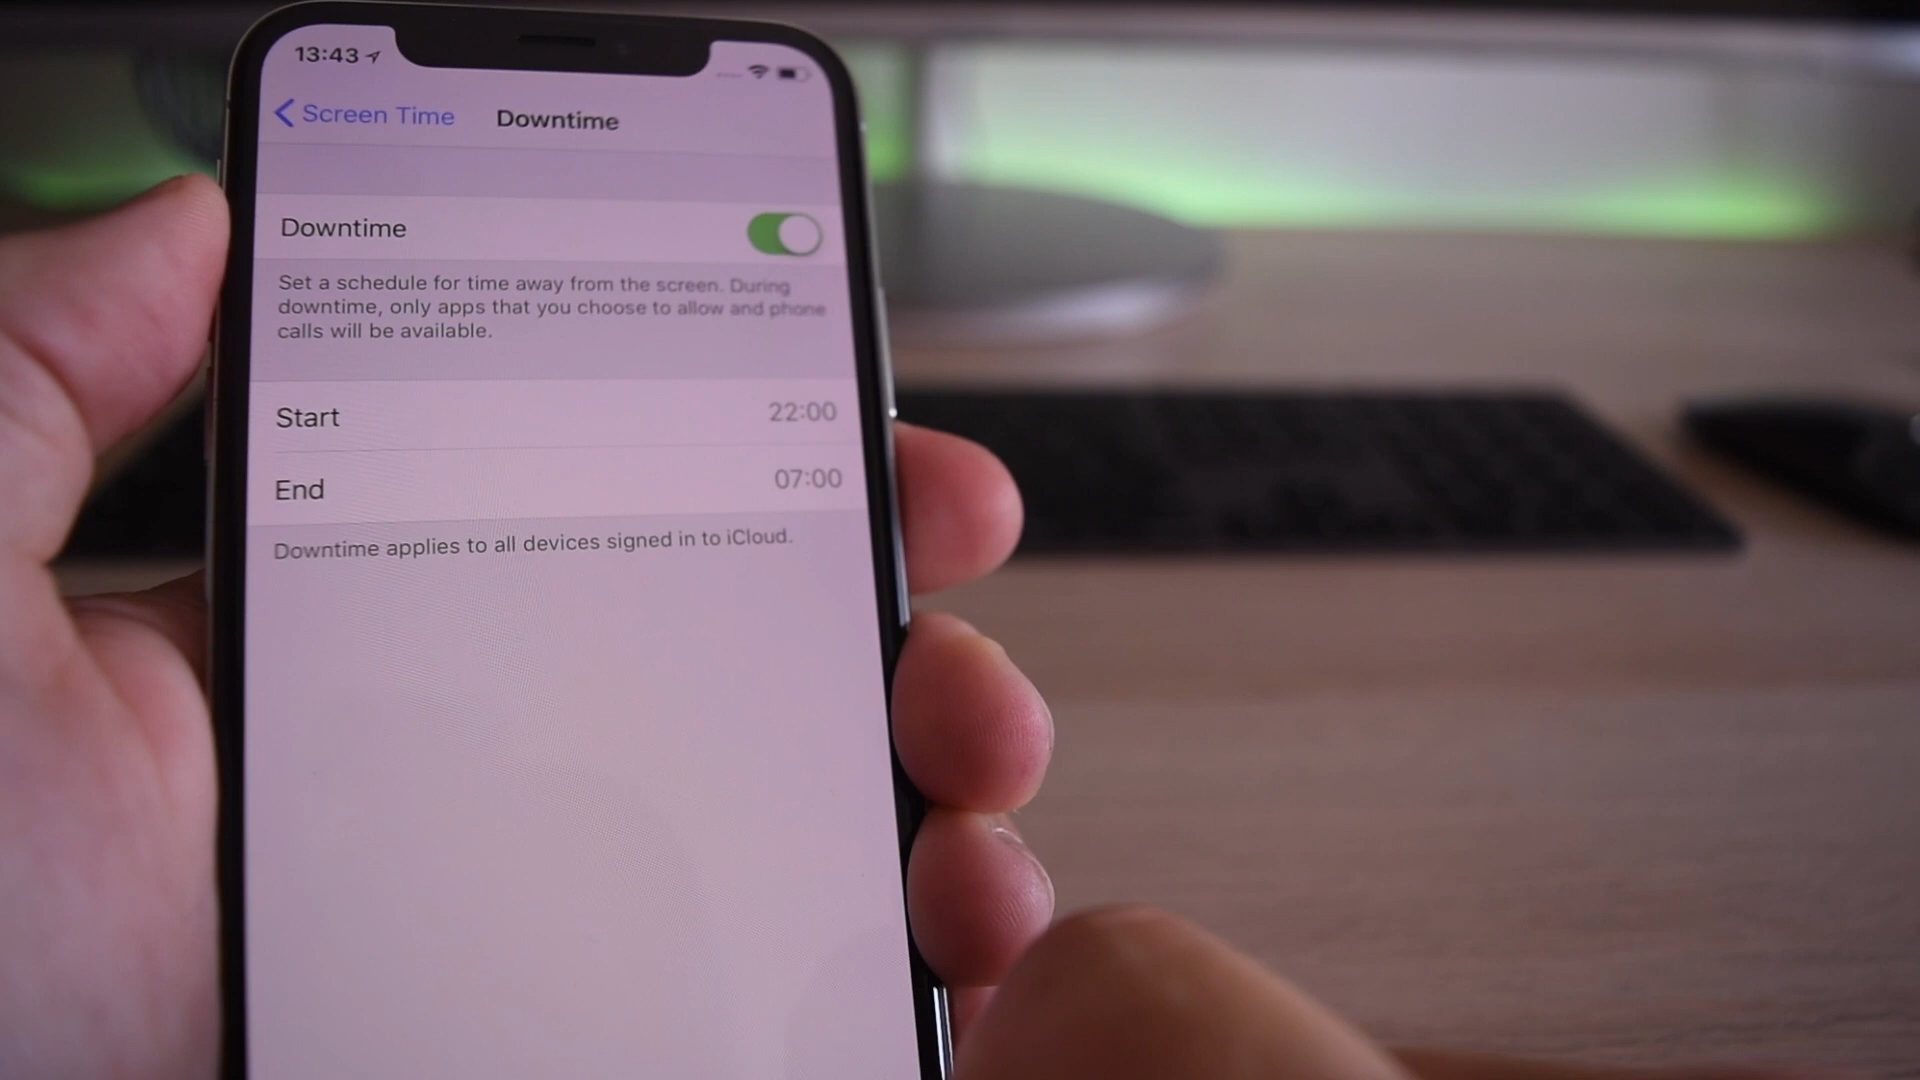 13:43
Screen Time
Downtime
Downtime
Set a schedule for time away from the screen. During
downtime, only apps that you choose to allow and phone
calls will be available.
Start
22:00
End
07:00
Downtime applies to all devices signed in to iCloud.